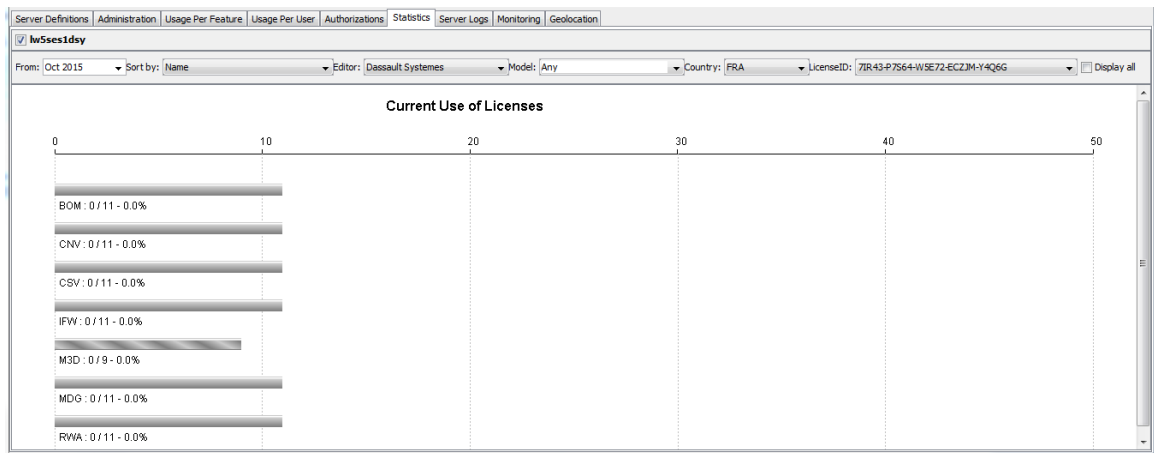 Server Definitions Administration Usage Per Feature Usage Per User Authorizations Statistics Server Logs Monitoring Geolocation
lw5ses1dsy
From: Oct 2015 Sort by: Name Editor: Dassault Systemes Model: Any Country: FRA LicenseID: 7IR43-P7S64-W5E72-ECZJM-Y4Q6G Display all
Current Use of Licenses
0 10 20 30 40 50
BOM : 0 / 11 - 0.0%
CNV : 0 / 11 - 0.0%
CSV : 0 / 11 - 0.0%
IFW : 0 / 11 - 0.0%
M3D : 0 / 9 - 0.0%
MDG : 0 / 11 - 0.0%
RWA : 0 / 11 - 0.0%